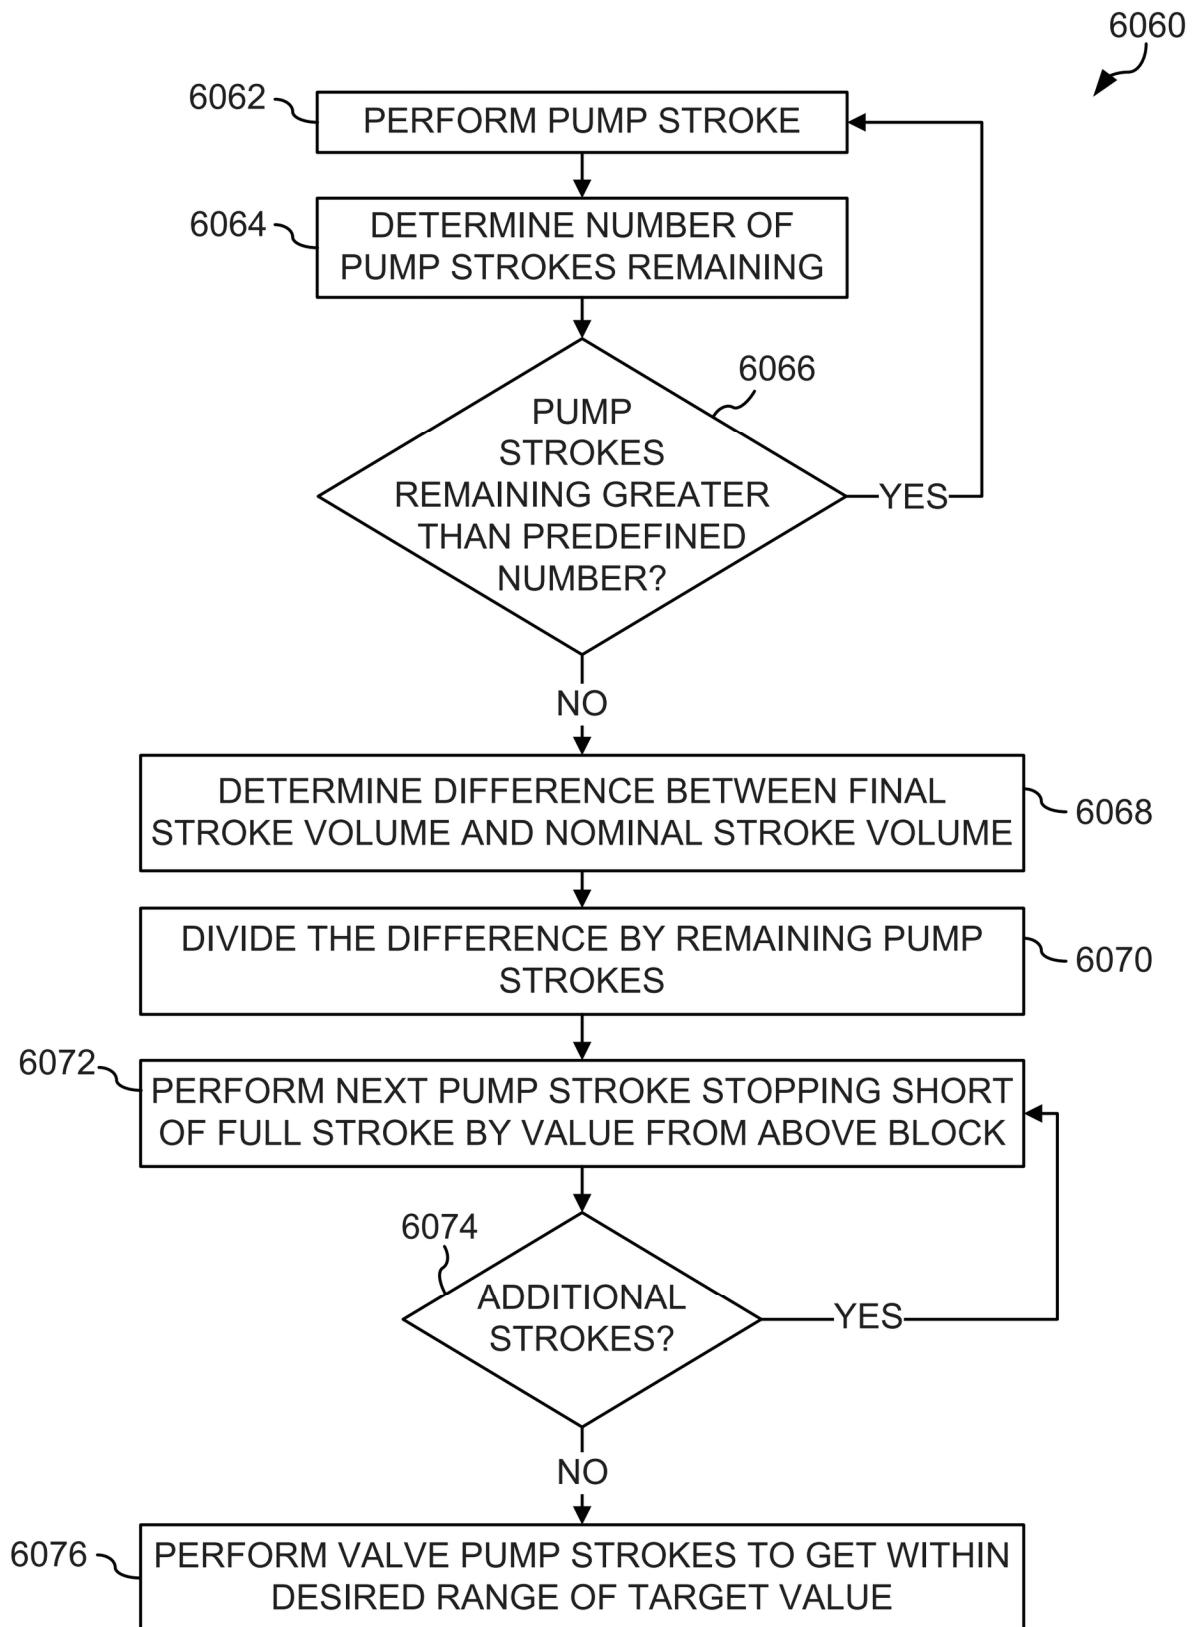 6060
6062
PERFORM PUMP STROKE
6064
DETERMINE NUMBER OF
PUMP STROKES REMAINING
6066
PUMP
STROKES
REMAINING GREATER
THAN PREDEFINED
NUMBER?
YES
NO
DETERMINE DIFFERENCE BETWEEN FINAL
STROKE VOLUME AND NOMINAL STROKE VOLUME
6068
DIVIDE THE DIFFERENCE BY REMAINING PUMP
STROKES
6070
6072
PERFORM NEXT PUMP STROKE STOPPING SHORT
OF FULL STROKE BY VALUE FROM ABOVE BLOCK
6074
ADDITIONAL
STROKES?
YES
NO
6076
PERFORM VALVE PUMP STROKES TO GET WITHIN
DESIRED RANGE OF TARGET VALUE